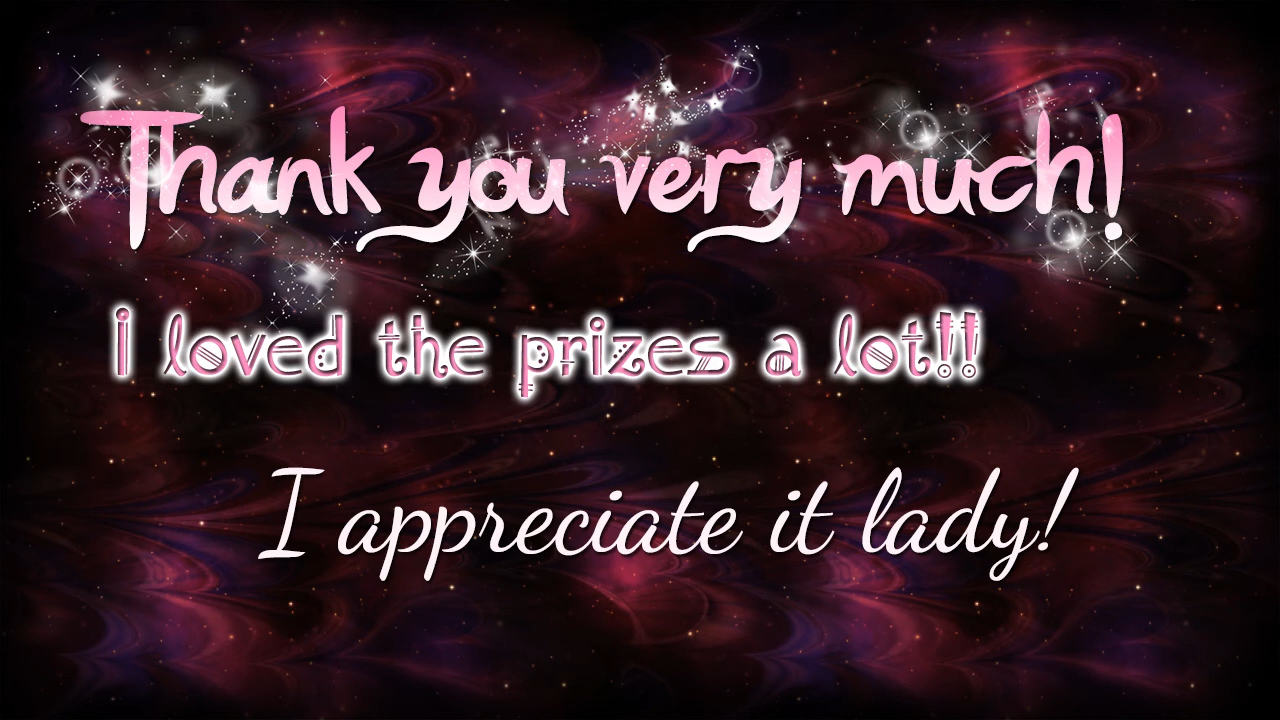 Thank you very much!
I loved the prizes a lot!!
I appreciate it lady!